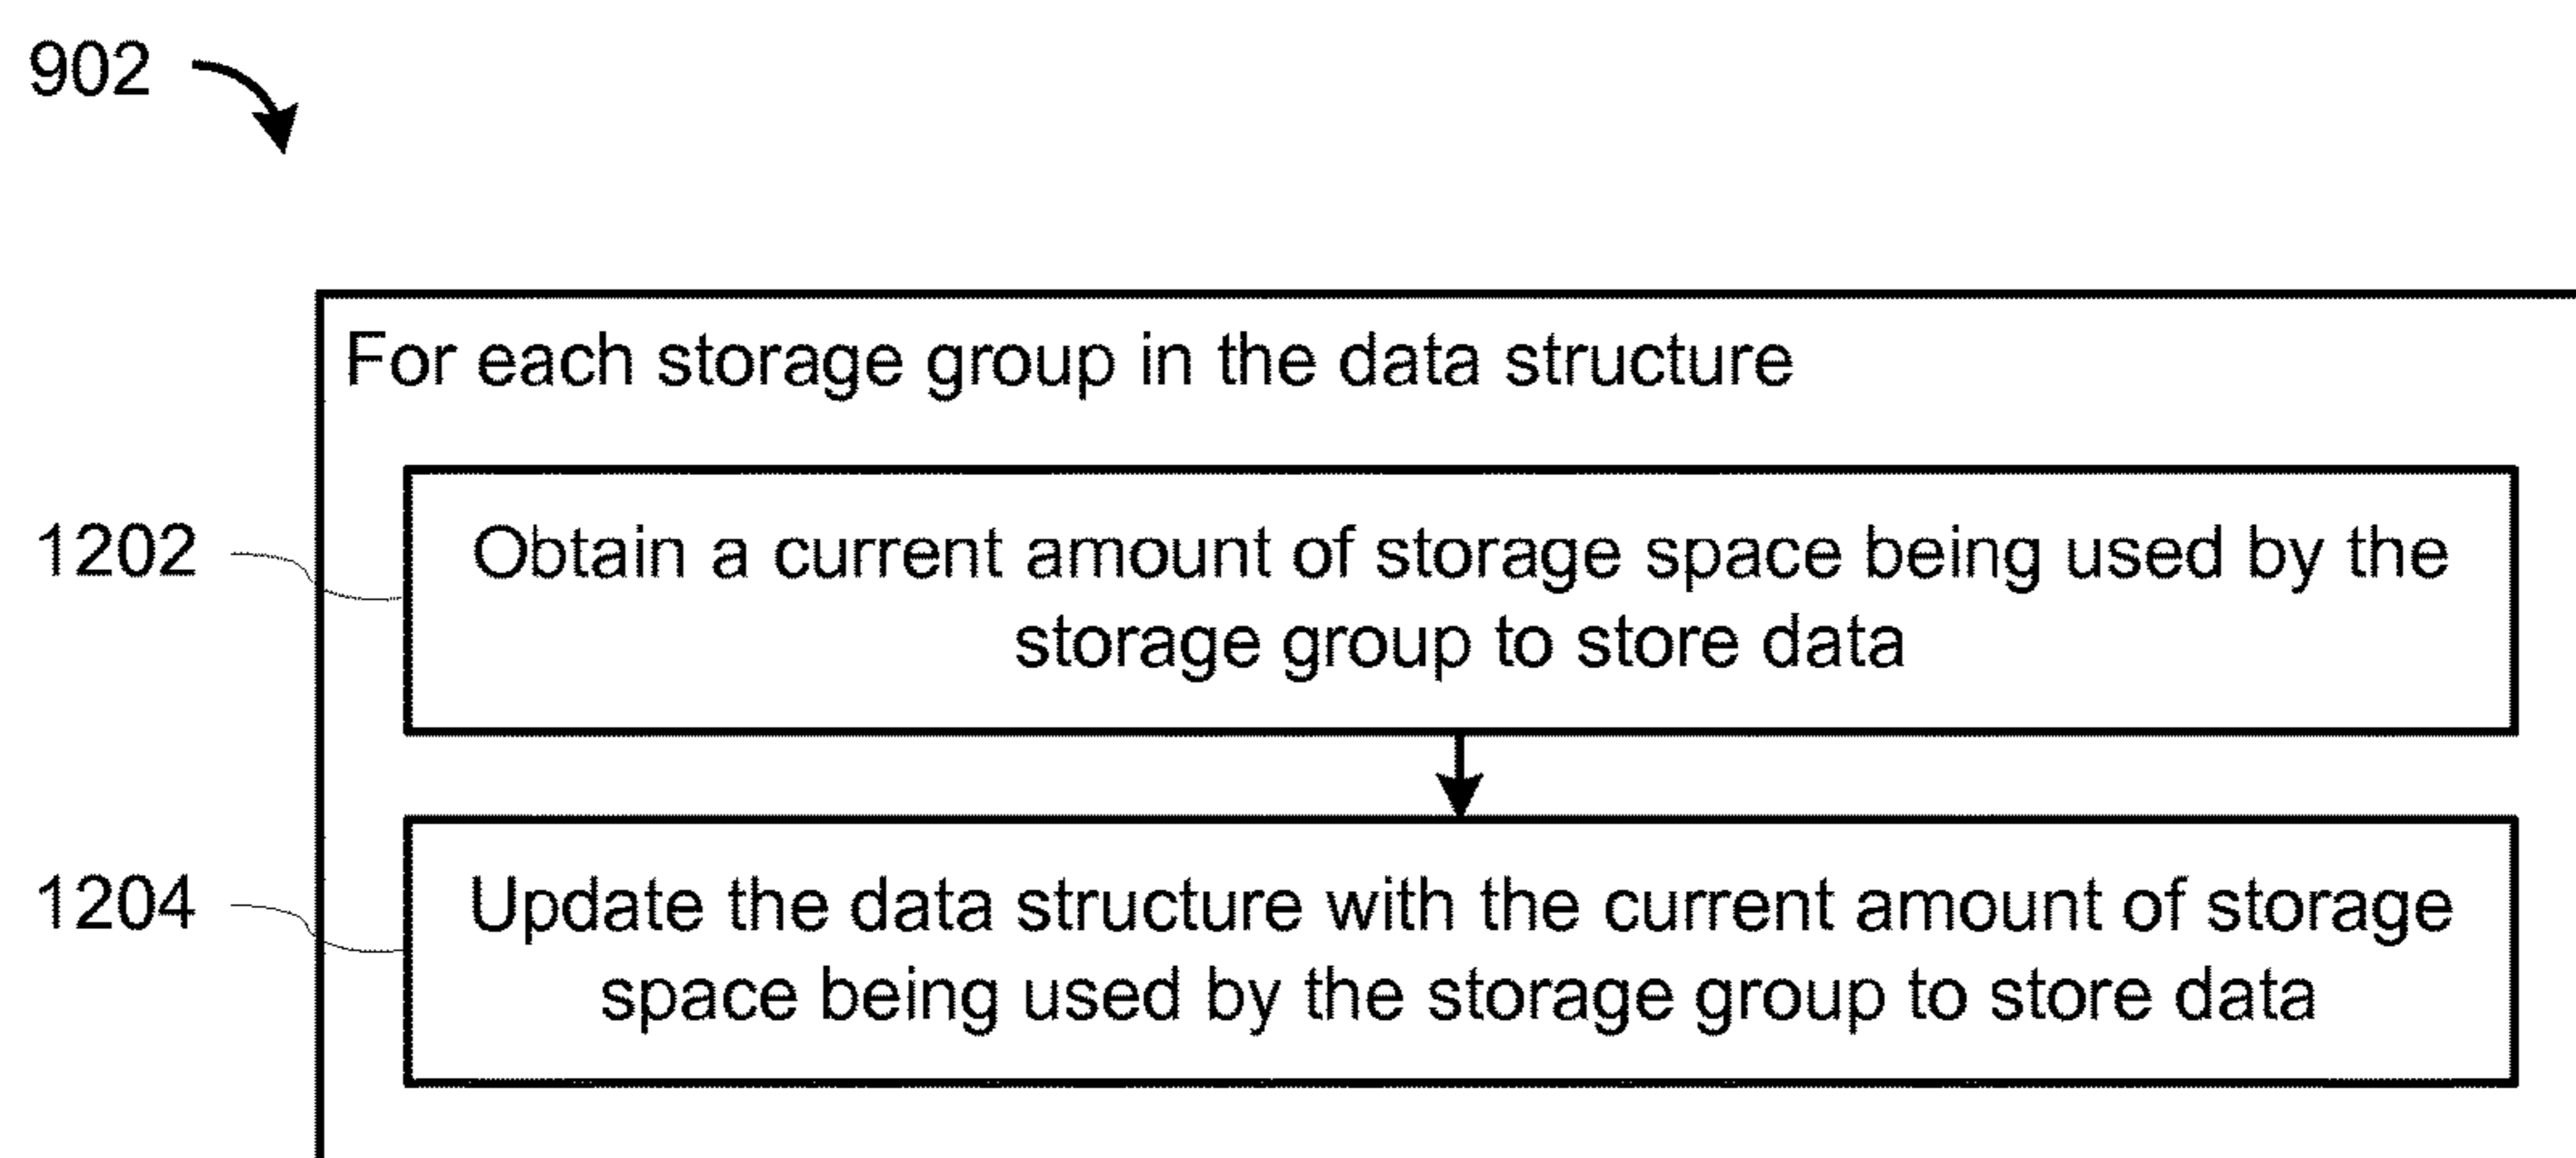 902
For each storage group in the data structure
1202
Obtain a current amount of storage space being used by the
storage group to store data
1204
Update the data structure with the current amount of storage
space being used by the storage group to store data